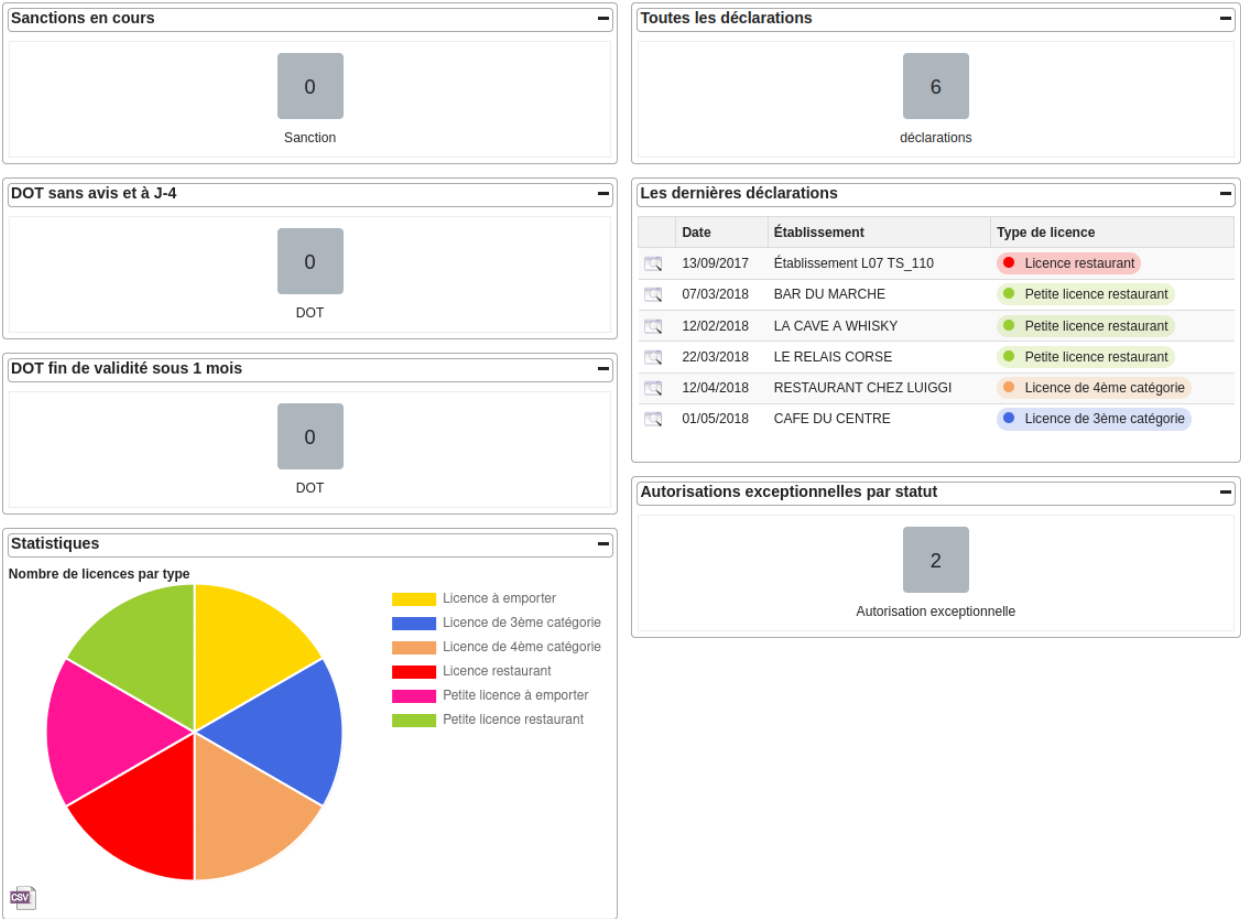 Sanctions en cours
0
Sanction
DOT sans avis et à J-4
0
DOT
DOT fin de validité sous 1 mois
0
DOT
Statistiques
Nombre de licences par type
Licence à emporter
Licence de 3ème catégorie
Licence de 4ème catégorie
Licence restaurant
Petite licence à emporter
Petite licence restaurant
CSV
Toutes les déclarations
6
déclarations
Les dernières déclarations
Date Établissement Type de licence
13/09/2017 Établissement L07 TS_110 Licence restaurant
07/03/2018 BAR DU MARCHE Petite licence restaurant
12/02/2018 LA CAVE A WHISKY Petite licence restaurant
22/03/2018 LE RELAIS CORSE Petite licence restaurant
12/04/2018 RESTAURANT CHEZ LUIGGI Licence de 4ème catégorie
01/05/2018 CAFE DU CENTRE Licence de 3ème catégorie
Autorisations exceptionnelles par statut
2
Autorisation exceptionnelle